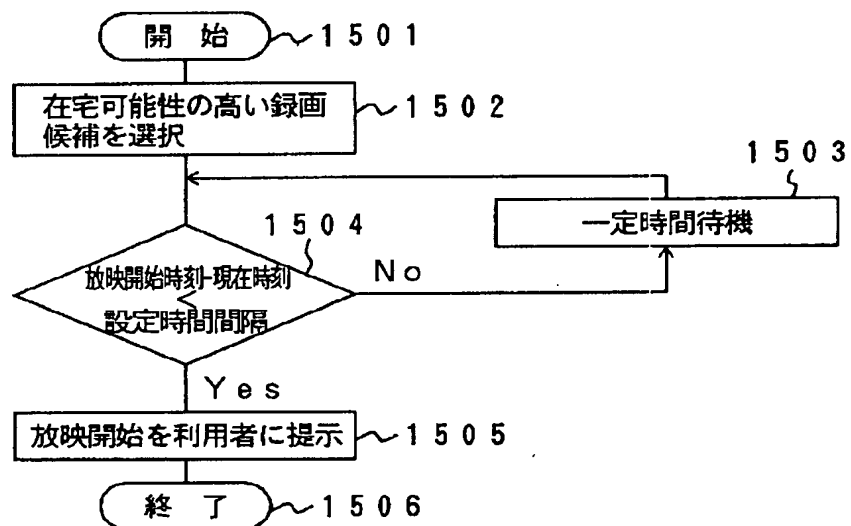 開 始
1501
在宅可能性の高い録画
候補を選択
1502
1503
一定時間待機
1504
放映開始時刻-現在時刻
<
設定時間間隔
No
Yes
放映開始を利用者に提示
1505
終 了
1506